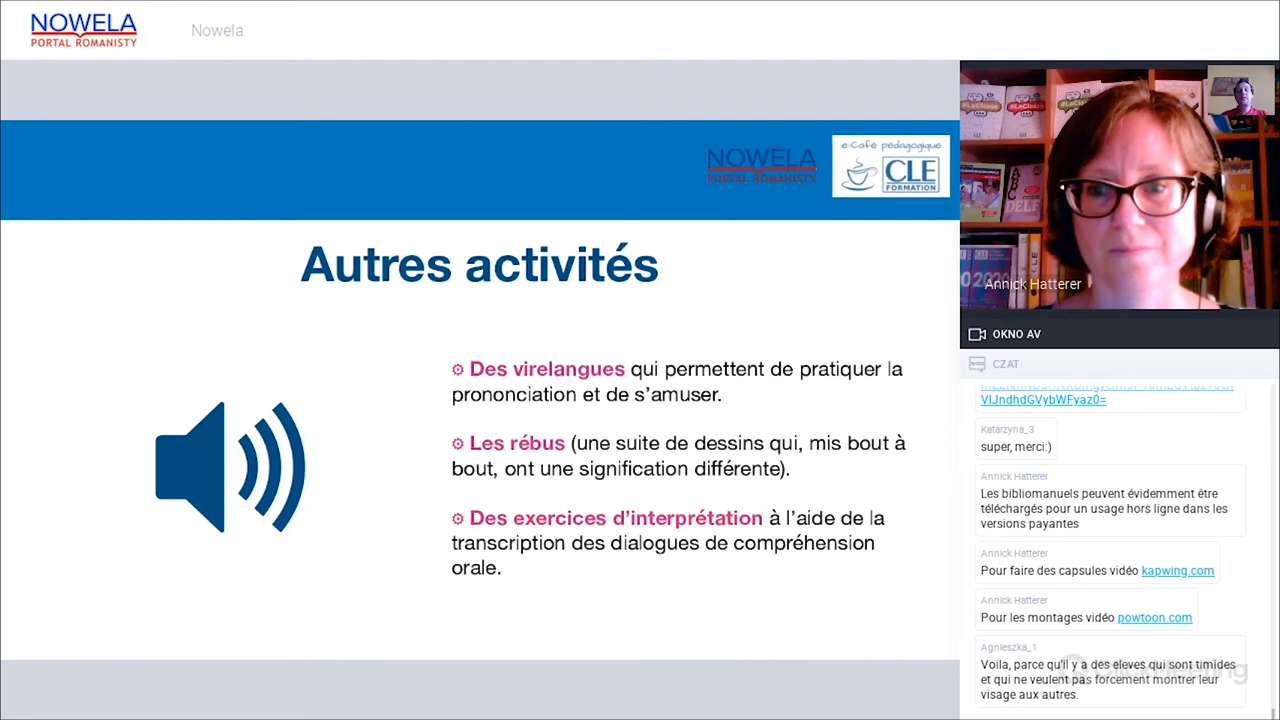 NOWELA
PORTAL ROMANISTY
Nowela
NOWELA
PORTAL ROMANISTY
e-Café pédagogique
CLE
FORMATION
Autres activités
Des virelangues qui permettent de pratiquer la
prononciation et de s’amuser.
Les rébus (une suite de dessins qui, mis bout à
bout, ont une signification différente).
Des exercices d’interprétation à l’aide de la
transcription des dialogues de compréhension
orale.
#LaClasse
ABC
DELF
Annick Hatterer
OKNO AV
CZAT
VIJndhdGVybWFyaz0=
Katarzyna_3
super, merci:)
Annick Hatterer
Les bibliomanuels peuvent évidemment être
téléchargés pour un usage hors ligne dans les
versions payantes
Annick Hatterer
Pour faire des capsules vidéo kapwing.com
Annick Hatterer
Pour les montages vidéo powtoon.com
Agnieszka_1
Voila, parce qu'il y a des eleves qui sont timides
et qui ne veulent pas forcement montrer leur
visage aux autres.
ClickMeeting